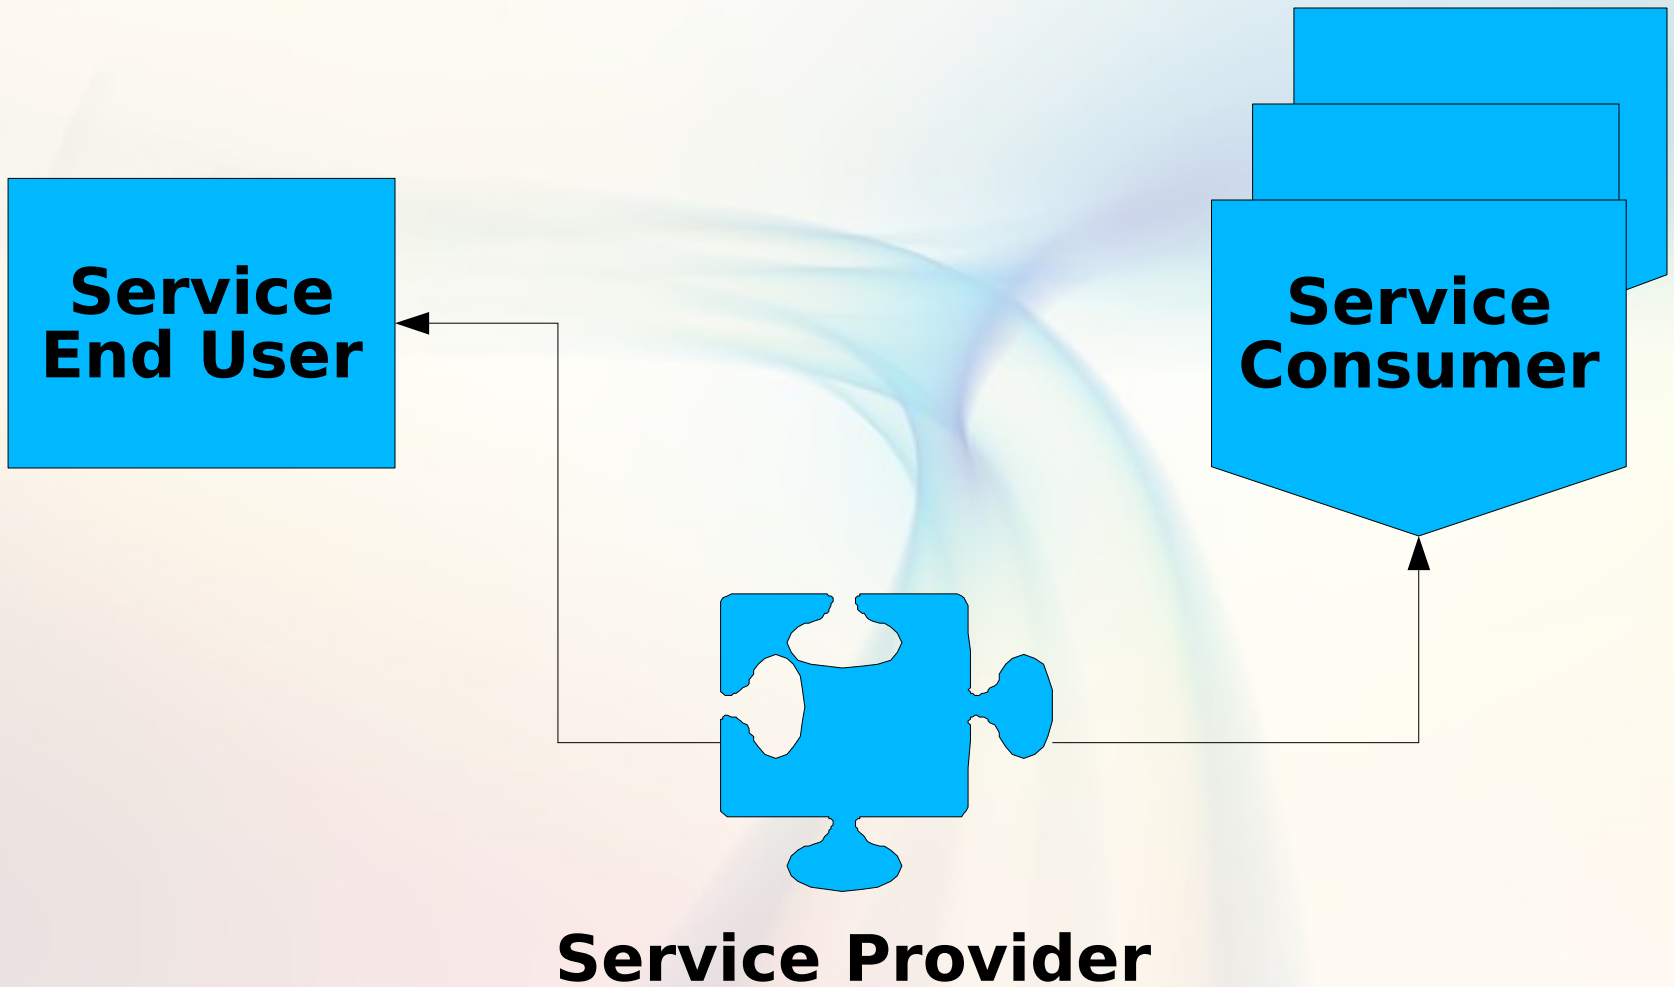 Service
End User
Service
Consumer
Service Provider